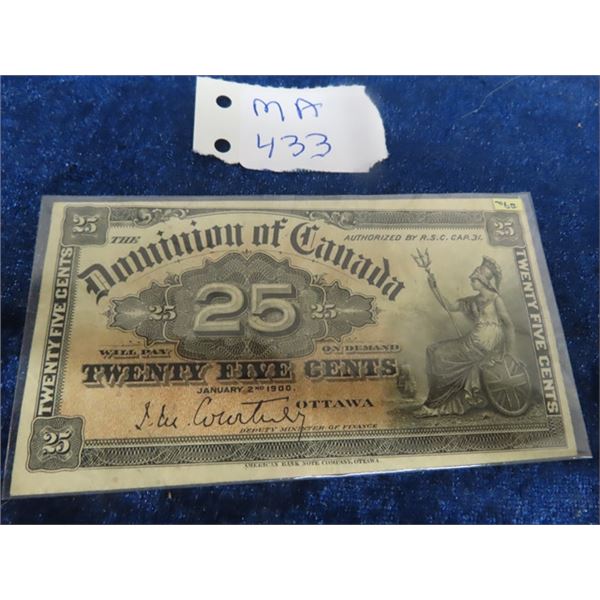 MA
433
25
25
THE
Dominion of Canada
AUTHORIZED BY R.S.C. CAP. 31.
TWENTY FIVE CENTS
25
25
25
TWENTY FIVE CENTS
WILL PAY
ON DEMAND
TWENTY FIVE CENTS
JANUARY 2ND 1900.
Courtney
OTTAWA
DEPUTY MINISTER OF FINANCE
25
AMERICAN BANK NOTE COMPANY, OTTAWA.